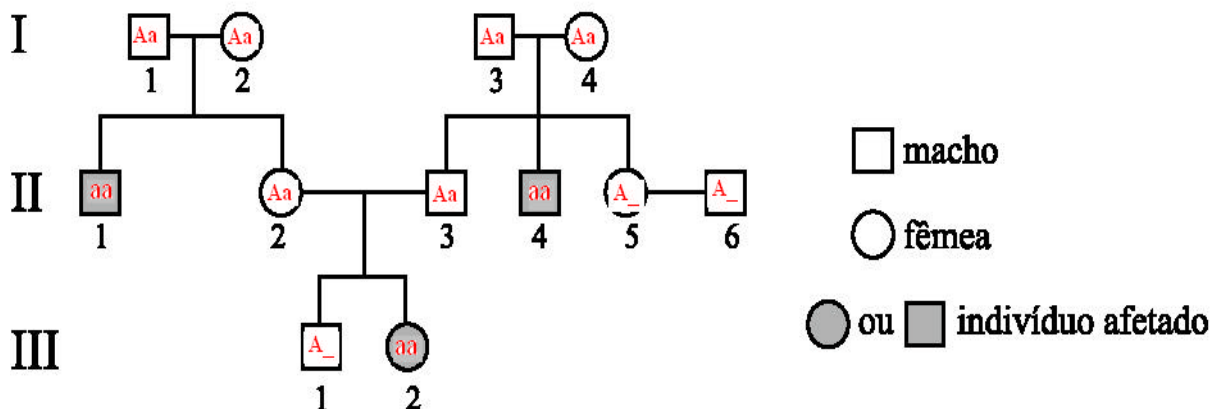 I
Aa Aa Aa Aa
1 2 3 4
II
aa Aa Aa aa A_ A_
1 2 3 4 5 6
III
A_ aa
1 2
macho
fêmea
ou indivíduo afetado